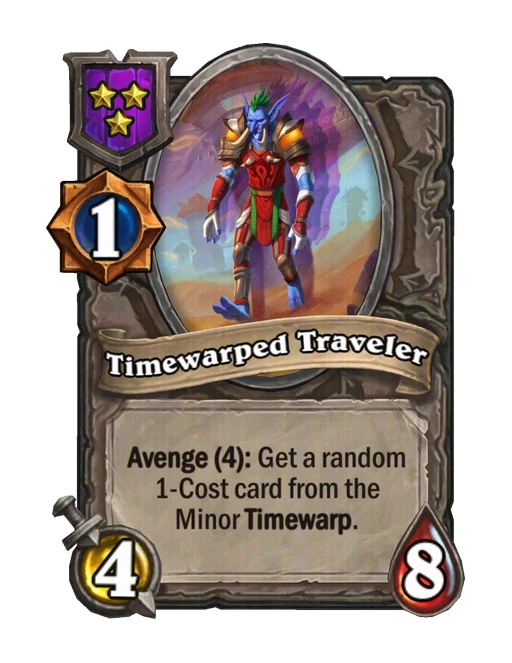 1
Timewarped Traveler
Avenge (4): Get a random
1-Cost card from the
Minor Timewarp.
4
8